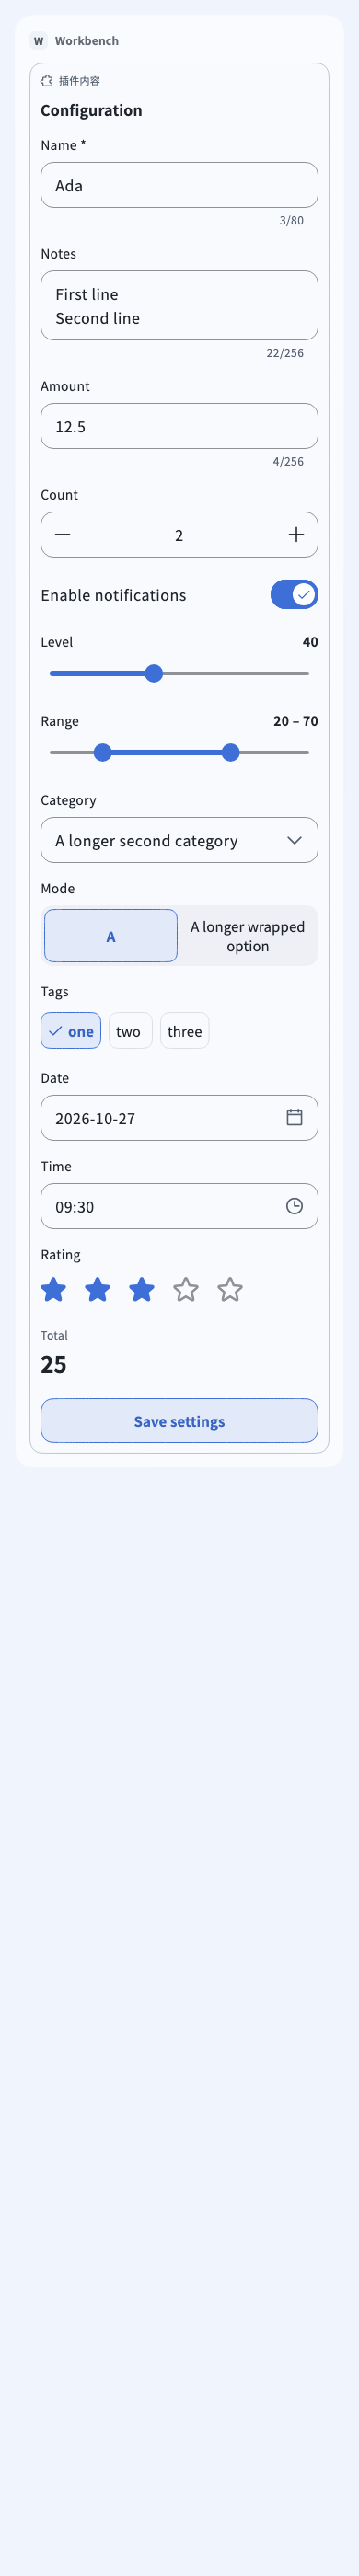 W Workbench
插件内容
Configuration
Name *
Ada
3/80
Notes
First line
Second line
22/256
Amount
12.5
4/256
Count
2
Enable notifications
Level 40
Range 20 – 70
Category
A longer second category
Mode
A
A longer wrapped
option
Tags
one two three
Date
2026-10-27
Time
09:30
Rating
Total
25
Save settings